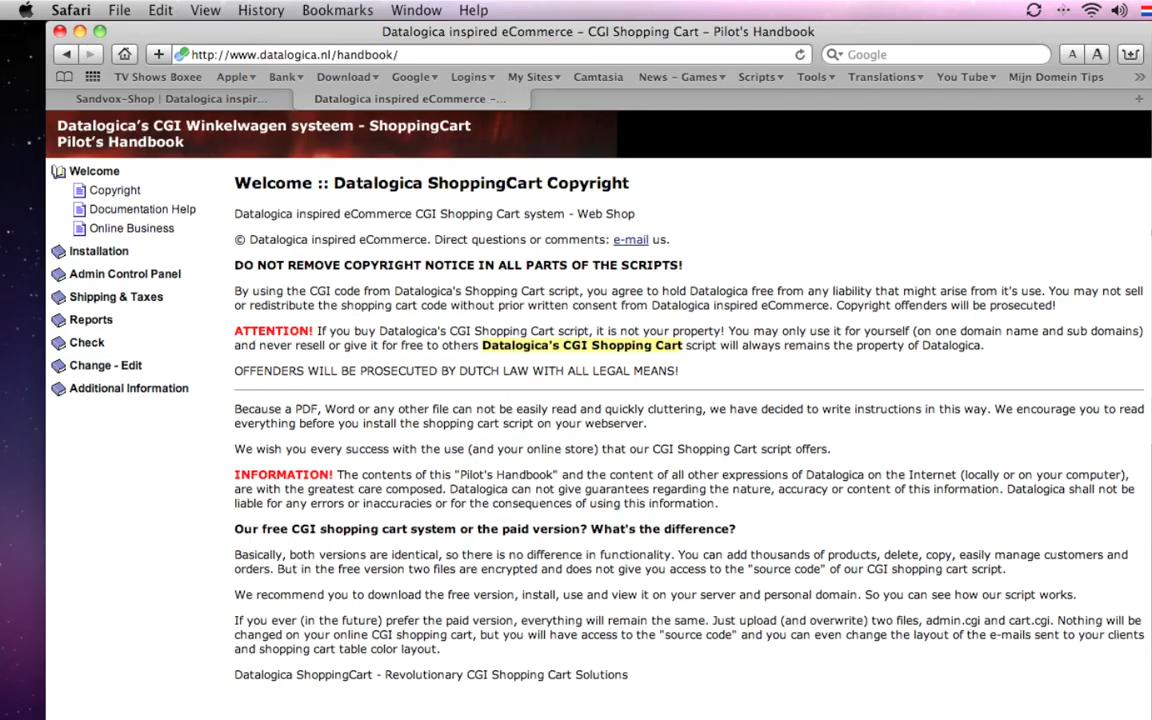 Safari File Edit View History Bookmarks Window Help
Datalogica inspired eCommerce – CGI Shopping Cart – Pilot's Handbook
http://www.datalogica.nl/handbook/
Google
A A
TV Shows Boxee Apple Bank Download Google Logins My Sites Camtasia News – Games Scripts Tools Translations You Tube Mijn Domein Tips
Sandvox-Shop | Datalogica inspir...
Datalogica inspired eCommerce –...
Datalogica's CGI Winkelwagen systeem - ShoppingCart
Pilot's Handbook
Welcome
Copyright
Documentation Help
Online Business
Installation
Admin Control Panel
Shipping & Taxes
Reports
Check
Change - Edit
Additional Information
Welcome :: Datalogica ShoppingCart Copyright
Datalogica inspired eCommerce CGI Shopping Cart system - Web Shop
© Datalogica inspired eCommerce. Direct questions or comments: e-mail us.
DO NOT REMOVE COPYRIGHT NOTICE IN ALL PARTS OF THE SCRIPTS!
By using the CGI code from Datalogica's Shopping Cart script, you agree to hold Datalogica free from any liability that might arise from it's use. You may not sell
or redistribute the shopping cart code without prior written consent from Datalogica inspired eCommerce. Copyright offenders will be prosecuted!
ATTENTION! If you buy Datalogica's CGI Shopping Cart script, it is not your property! You may only use it for yourself (on one domain name and sub domains)
and never resell or give it for free to others Datalogica's CGI Shopping Cart script will always remains the property of Datalogica.
OFFENDERS WILL BE PROSECUTED BY DUTCH LAW WITH ALL LEGAL MEANS!
Because a PDF, Word or any other file can not be easily read and quickly cluttering, we have decided to write instructions in this way. We encourage you to read
everything before you install the shopping cart script on your webserver.
We wish you every success with the use (and your online store) that our CGI Shopping Cart script offers.
INFORMATION! The contents of this "Pilot's Handbook" and the content of all other expressions of Datalogica on the Internet (locally or on your computer),
are with the greatest care composed. Datalogica can not give guarantees regarding the nature, accuracy or content of this information. Datalogica shall not be
liable for any errors or inaccuracies or for the consequences of using this information.
Our free CGI shopping cart system or the paid version? What's the difference?
Basically, both versions are identical, so there is no difference in functionality. You can add thousands of products, delete, copy, easily manage customers and
orders. But in the free version two files are encrypted and does not give you access to the "source code" of our CGI shopping cart script.
We recommend you to download the free version, install, use and view it on your server and personal domain. So you can see how our script works.
If you ever (in the future) prefer the paid version, everything will remain the same. Just upload (and overwrite) two files, admin.cgi and cart.cgi. Nothing will be
changed on your online CGI shopping cart, but you will have access to the "source code" and you can even change the layout of the e-mails sent to your clients
and shopping cart table color layout.
Datalogica ShoppingCart - Revolutionary CGI Shopping Cart Solutions